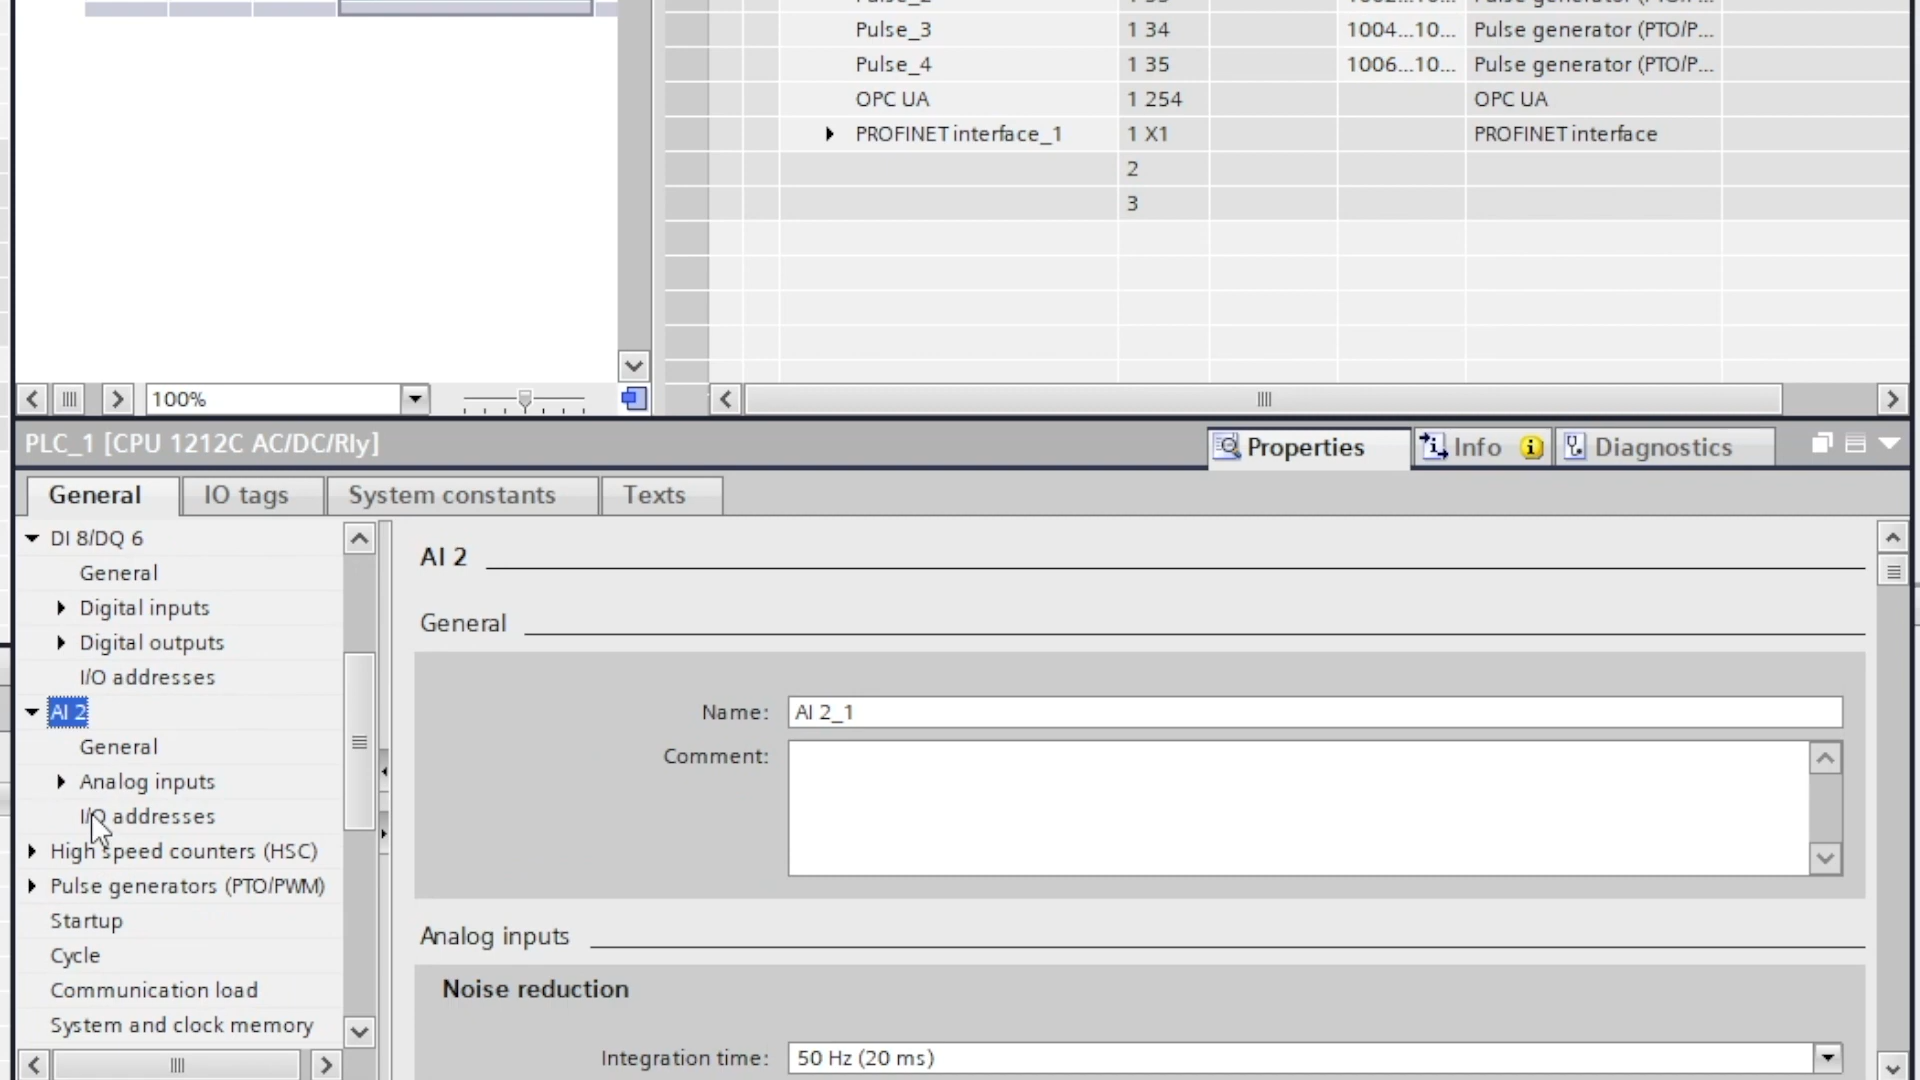 Pulse_3 1 34 1004...10... Pulse generator (PTO/P...
Pulse_4 1 35 1006...10... Pulse generator (PTO/P...
OPC UA 1 254 OPC UA
PROFINET interface_1 1 X1 PROFINET interface
2
3
100%
PLC_1 [CPU 1212C AC/DC/Rly]
Properties
Info
Diagnostics
General
IO tags
System constants
Texts
DI 8/DQ 6
General
Digital inputs
Digital outputs
I/O addresses
AI 2
General
Analog inputs
I/O addresses
High speed counters (HSC)
Pulse generators (PTO/PWM)
Startup
Cycle
Communication load
System and clock memory
AI 2
General
Name: AI 2_1
Comment:
Analog inputs
Noise reduction
Integration time: 50 Hz (20 ms)